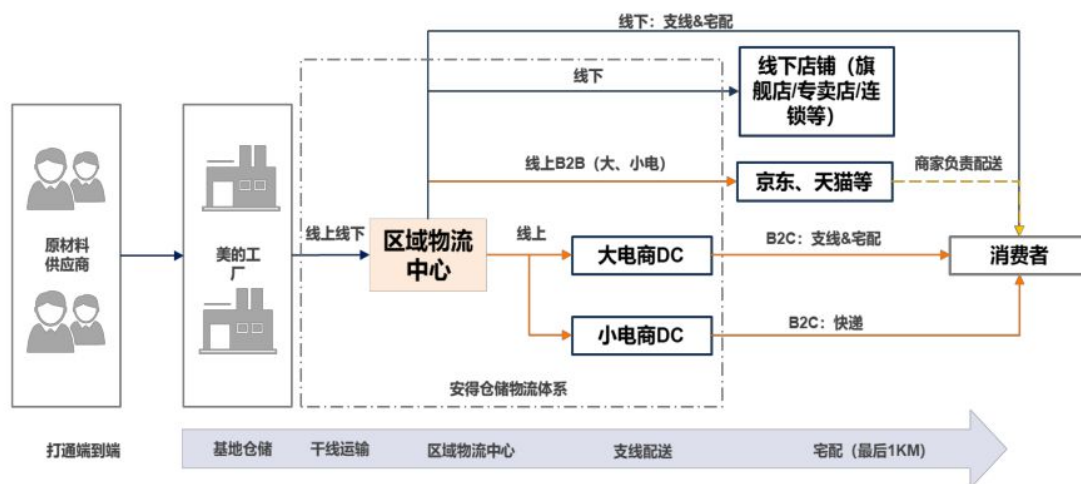 线下：支线&宅配
线下
线下店铺（旗
舰店/专卖店/连
锁等）
线上B2B（大、小电）
京东、天猫等
商家负责配送
原材料
供应商
美的工
厂
线上线下
区域物流
中心
线上
大电商DC
B2C：支线&宅配
消费者
小电商DC
B2C：快递
安得仓储物流体系
打通端到端
基地仓储
干线运输
区域物流中心
支线配送
宅配（最后1KM）